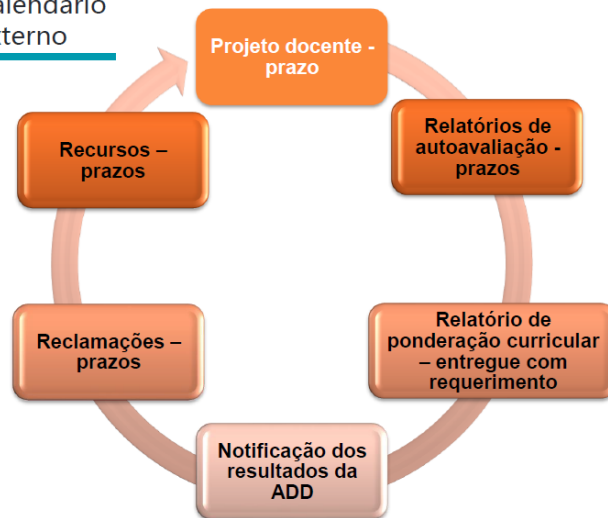 Projeto docente -
prazo
Relatórios de
autoavaliação -
prazos
Relatório de
ponderação curricular
– entregue com
requerimento
Notificação dos
resultados da
ADD
Reclamações –
prazos
Recursos –
prazos